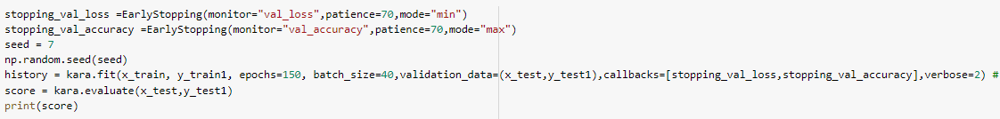 stopping_val_loss =EarlyStopping(monitor="val_loss",patience=70,mode="min")
stopping_val_accuracy =EarlyStopping(monitor="val_accuracy",patience=70,mode="max")
seed = 7
np.random.seed(seed)
history = kara.fit(x_train, y_train1, epochs=150, batch_size=40,validation_data=(x_test,y_test1),callbacks=[stopping_val_loss,stopping_val_accuracy],verbose=2) #
score = kara.evaluate(x_test,y_test1)
print(score)